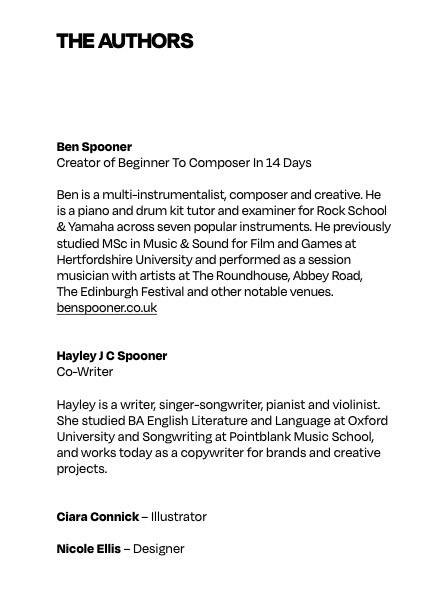 THE AUTHORS
Ben Spooner
Creator of Beginner To Composer In 14 Days
Ben is a multi-instrumentalist, composer and creative. He
is a piano and drum kit tutor and examiner for Rock School
& Yamaha across seven popular instruments. He previously
studied MSc in Music & Sound for Film and Games at
Hertfordshire University and performed as a session
musician with artists at The Roundhouse, Abbey Road,
The Edinburgh Festival and other notable venues.
benspooner.co.uk
Hayley J C Spooner
Co-Writer
Hayley is a writer, singer-songwriter, pianist and violinist.
She studied BA English Literature and Language at Oxford
University and Songwriting at Pointblank Music School,
and works today as a copywriter for brands and creative
projects.
Ciara Connick – Illustrator
Nicole Ellis – Designer